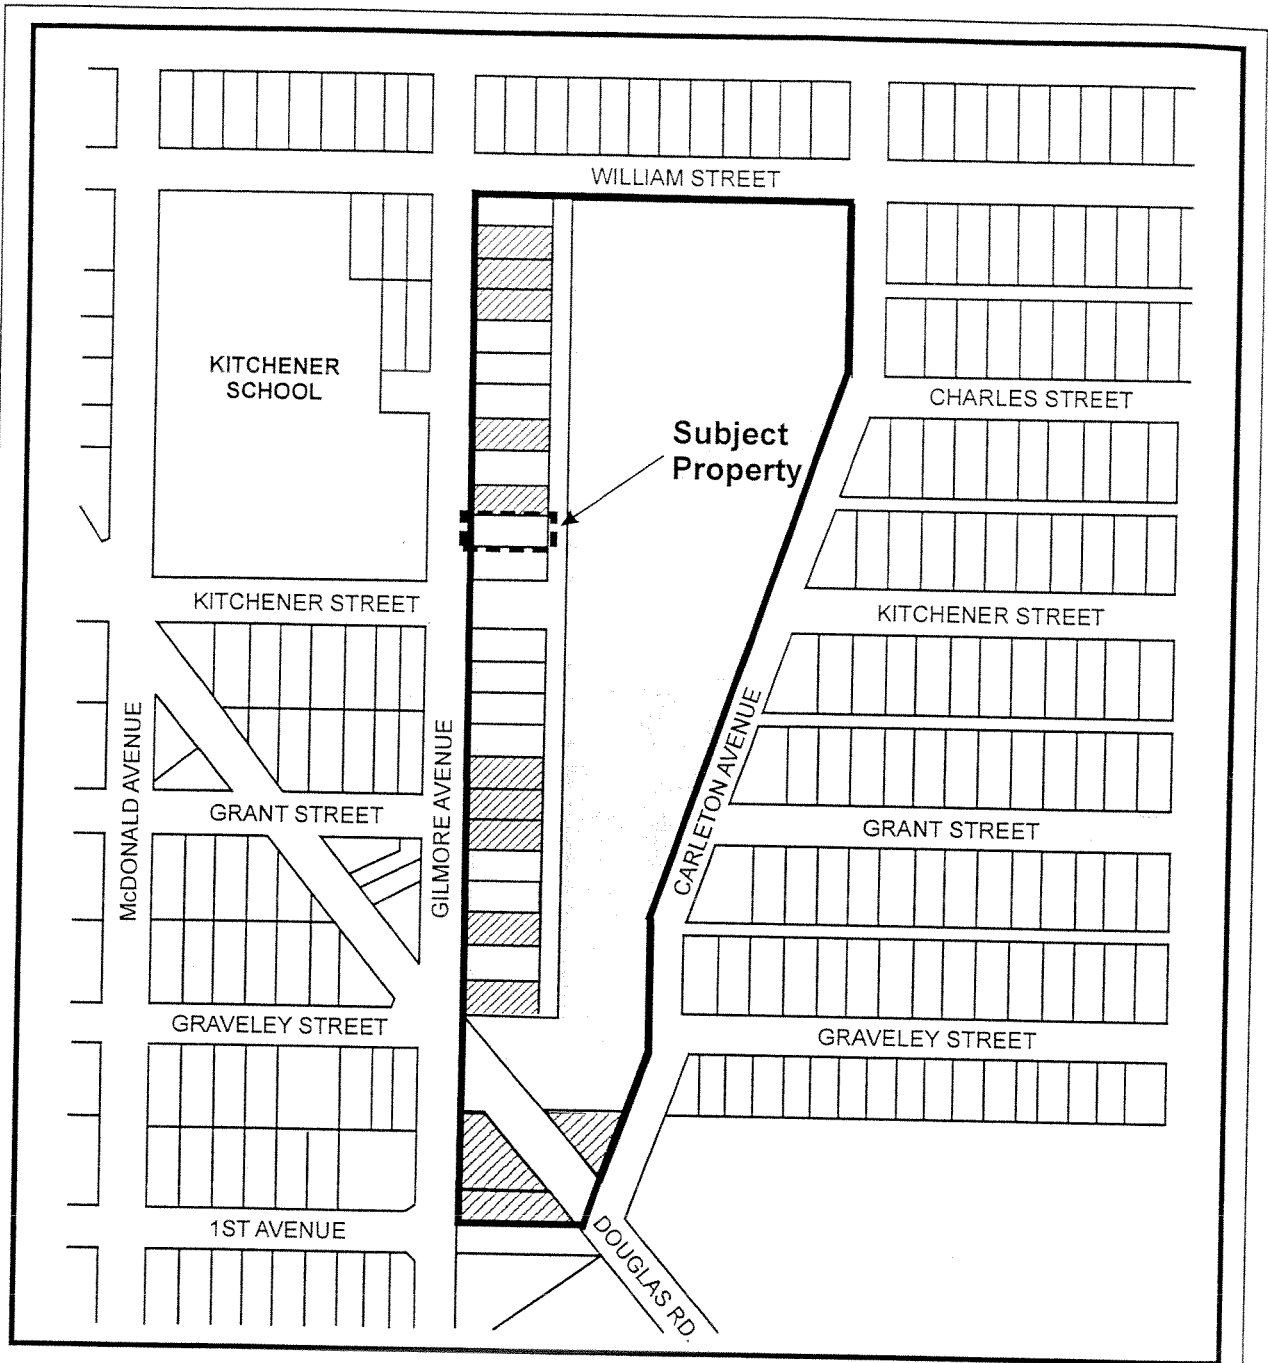 WILLIAM STREET
KITCHENER
SCHOOL
CHARLES STREET
Subject
Property
KITCHENER STREET
KITCHENER STREET
McDONALD AVENUE
GILMORE AVENUE
CARLETON AVENUE
GRANT STREET
GRANT STREET
GRAVELEY STREET
GRAVELEY STREET
1ST AVENUE
DOUGLAS RD.